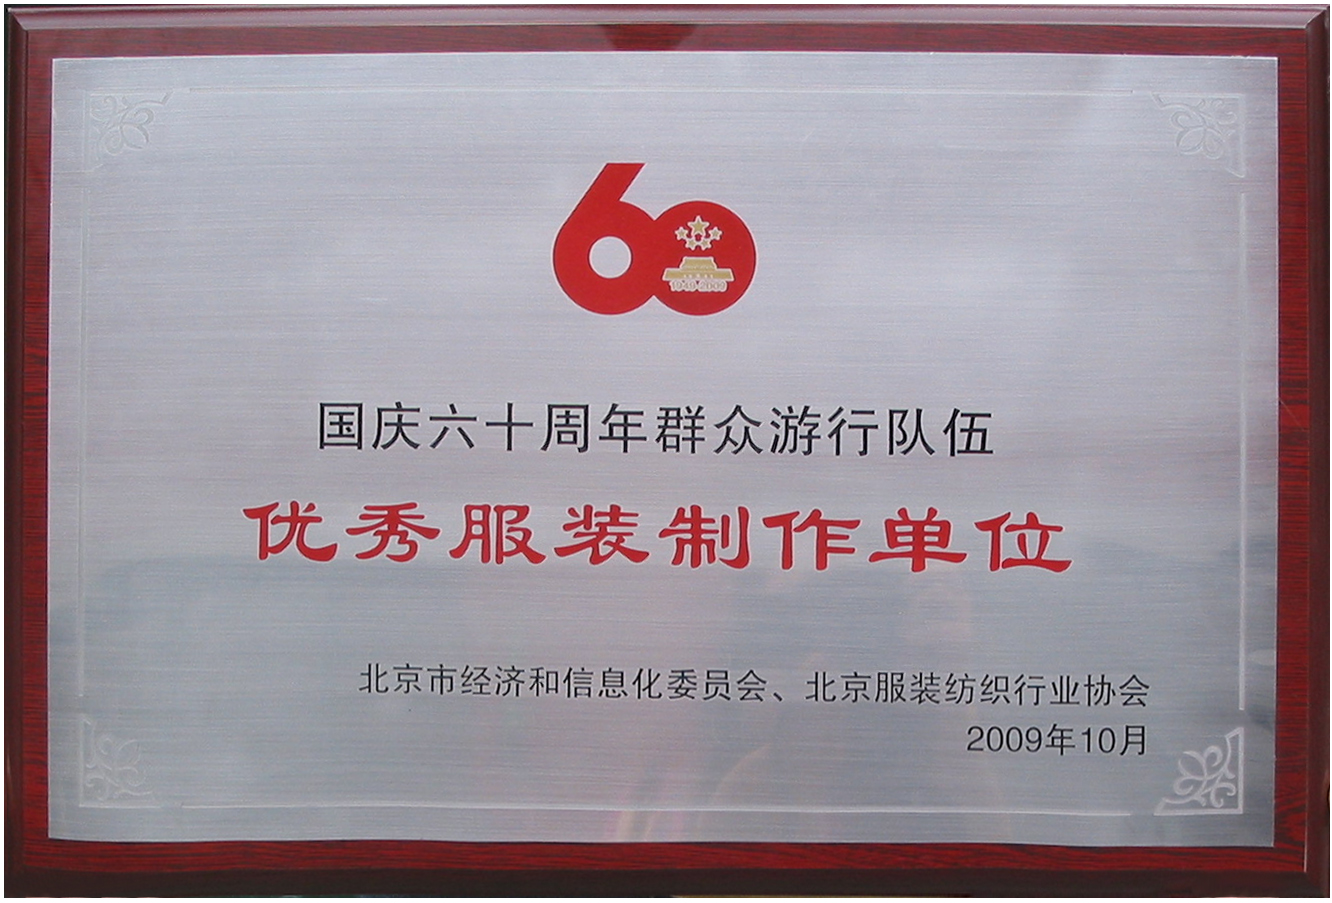 60
1949-2009
国庆六十周年群众游行队伍
优秀服装制作单位
北京市经济和信息化委员会、北京服装纺织行业协会
2009年10月